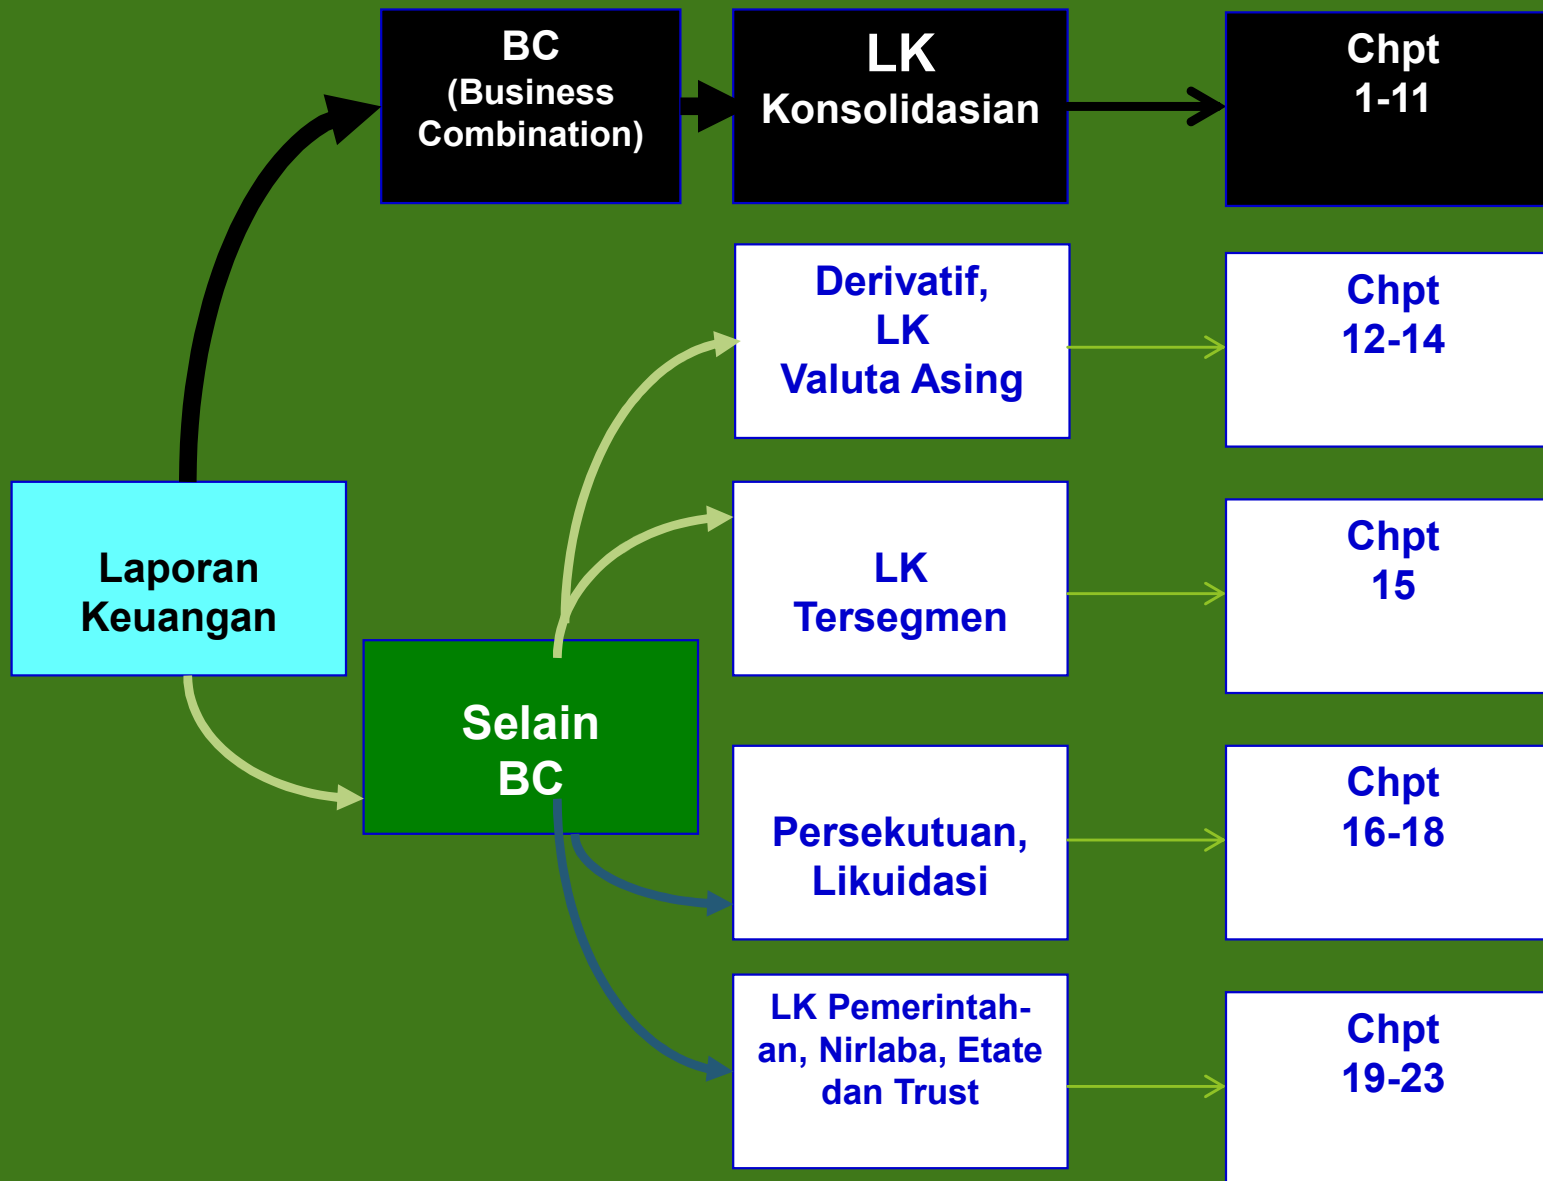 BC
(Business
Combination)
LK
Konsolidasian
Chpt
1-11
Derivatif,
LK
Valuta Asing
Chpt
12-14
Laporan
Keuangan
LK
Tersegmen
Chpt
15
Selain
BC
Persekutuan,
Likuidasi
Chpt
16-18
LK Pemerintah-
an, Nirlaba, Etate
dan Trust
Chpt
19-23